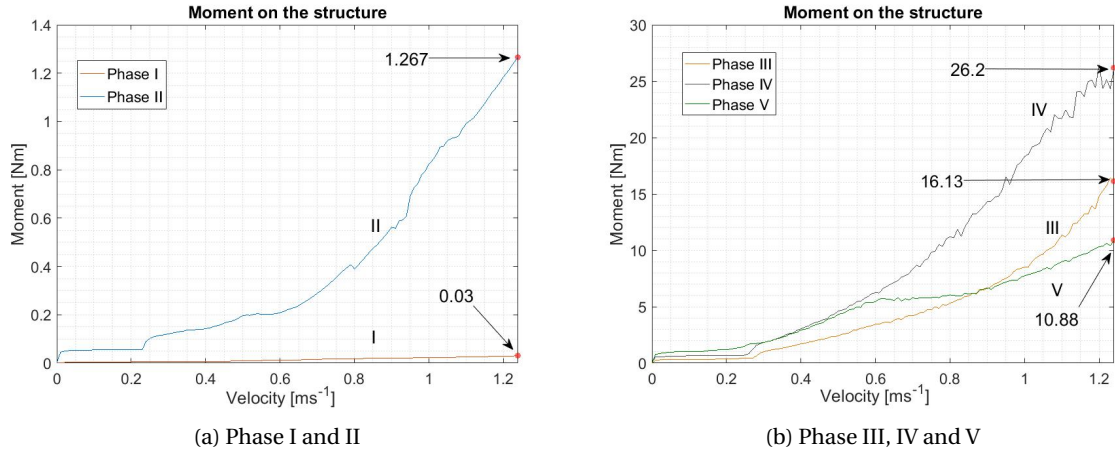 Moment on the structure
Moment [Nm]
1.4
1.2
1
0.8
0.6
0.4
0.2
0
Phase I
Phase II
1.267
II
0.03
I
0 0.2 0.4 0.6 0.8 1 1.2
Velocity [ms-1]
(a) Phase I and II
Moment on the structure
Moment [Nm]
30
25
20
15
10
5
0
Phase III
Phase IV
Phase V
26.2
IV
16.13
III
V
10.88
0 0.2 0.4 0.6 0.8 1 1.2
Velocity [ms-1]
(b) Phase III, IV and V